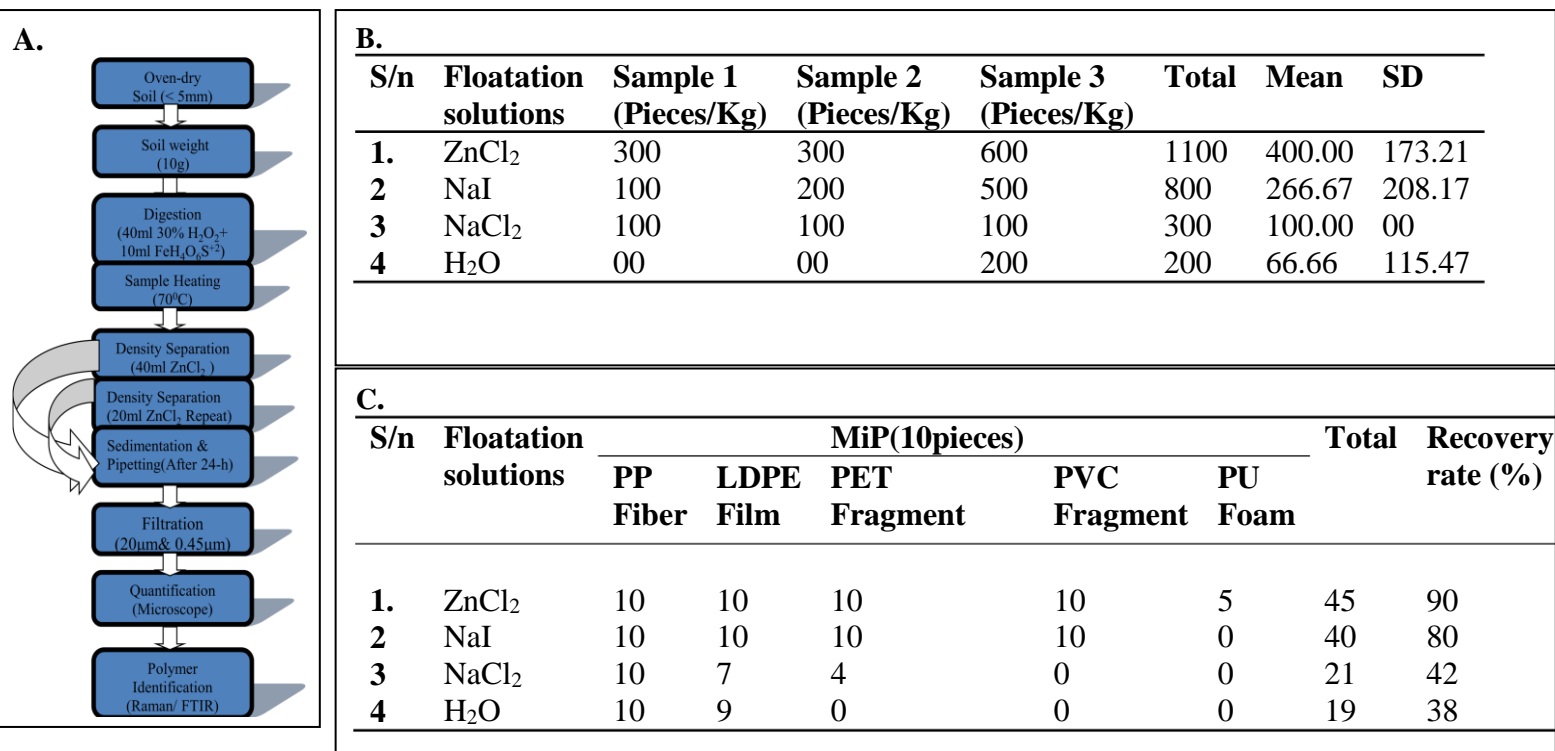 A.
Oven-dry
Soil (< 5mm)
Soil weight
(10g)
Digestion
(40ml 30% H₂O₂+
10ml FeH₄O₆S⁺²)
Sample Heating
(70⁰C)
Density Separation
(40ml ZnCl₂ )
Density Separation
(20ml ZnCl₂ Repeat)
Sedimentation &
Pipetting(After 24-h)
Filtration
(20µm& 0.45µm)
Quantification
(Microscope)
Polymer
Identification
(Raman/ FTIR)
B.
S/n Floatation Sample 1 Sample 2 Sample 3 Total Mean SD
solutions (Pieces/Kg) (Pieces/Kg) (Pieces/Kg)
1. ZnCl₂ 300 300 600 1100 400.00 173.21
2 NaI 100 200 500 800 266.67 208.17
3 NaCl₂ 100 100 100 300 100.00 00
4 H₂O 00 00 200 200 66.66 115.47
C.
S/n Floatation MiP(10pieces) Total Recovery
solutions PP LDPE PET PVC PU rate (%)
Fiber Film Fragment Fragment Foam
1. ZnCl₂ 10 10 10 10 5 45 90
2 NaI 10 10 10 10 0 40 80
3 NaCl₂ 10 7 4 0 0 21 42
4 H₂O 10 9 0 0 0 19 38